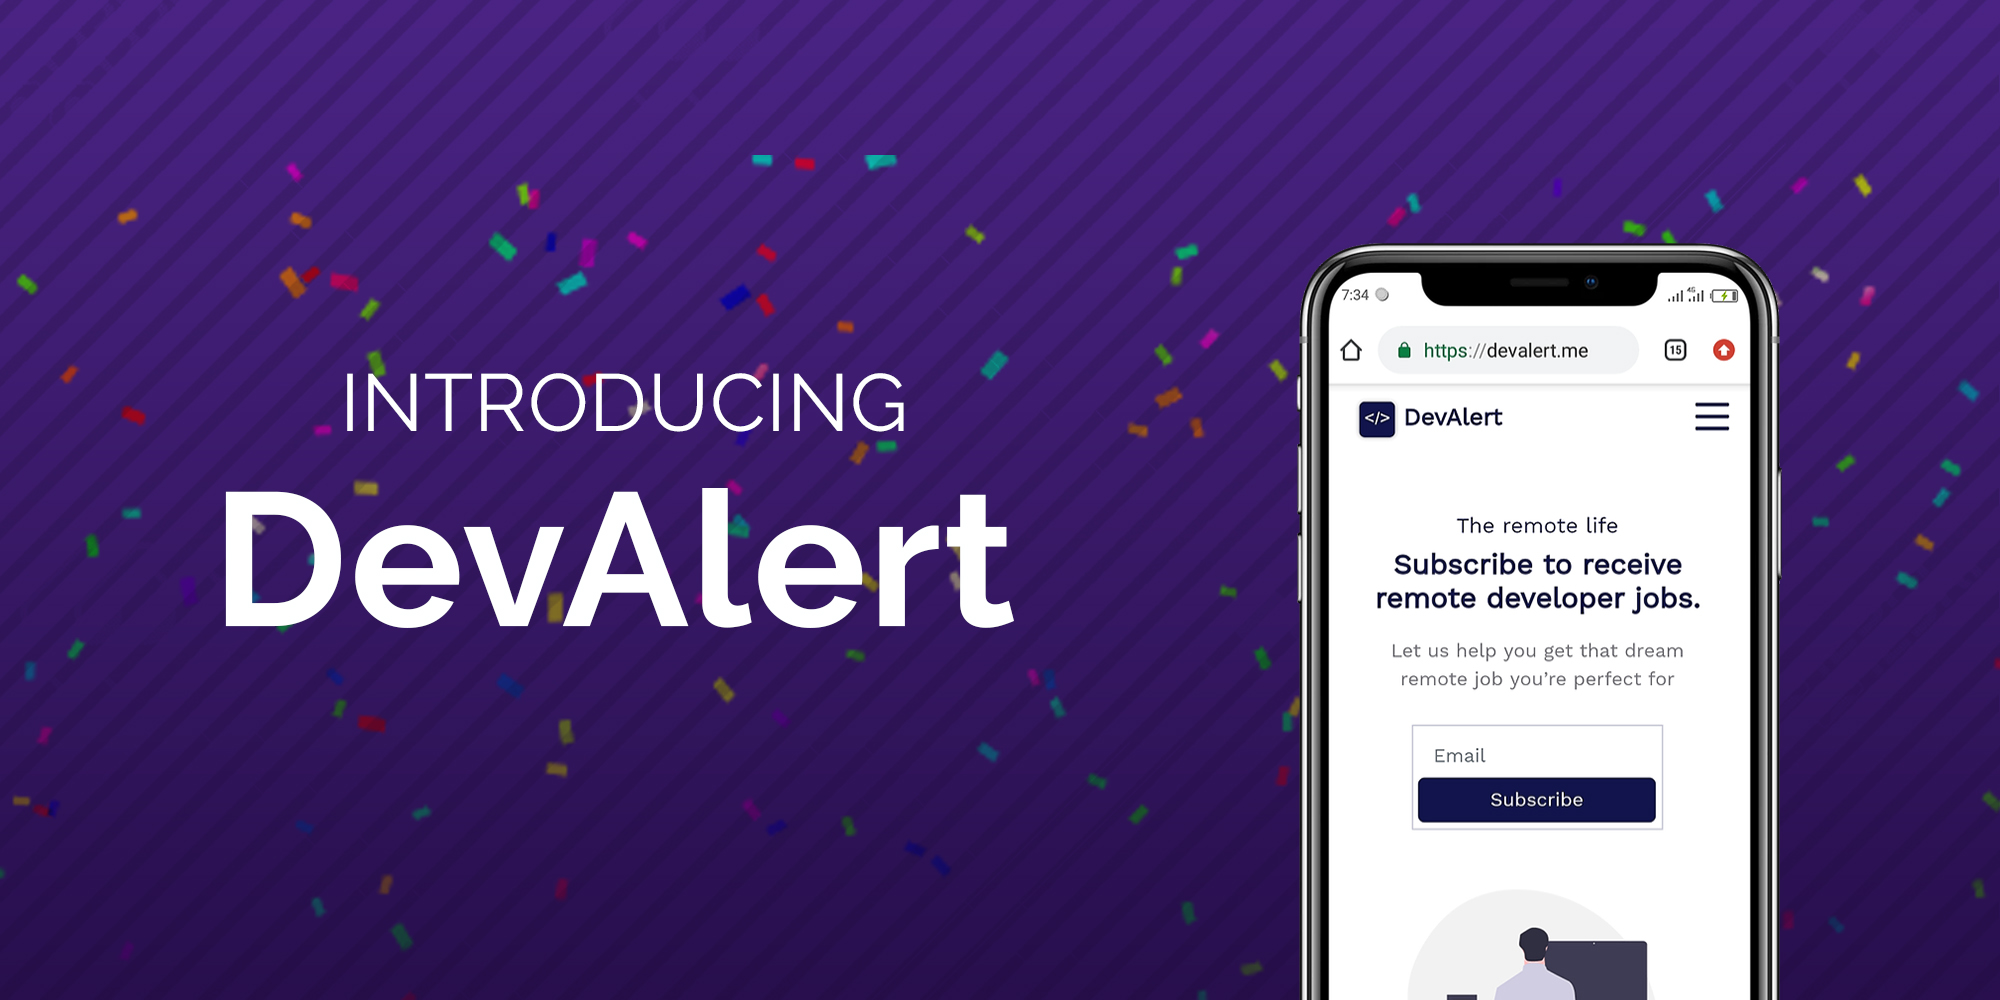 INTRODUCING
DevAlert
7:34
4G
https://devalert.me
15
</> DevAlert
The remote life
Subscribe to receive
remote developer jobs.
Let us help you get that dream
remote job you’re perfect for
Email
Subscribe